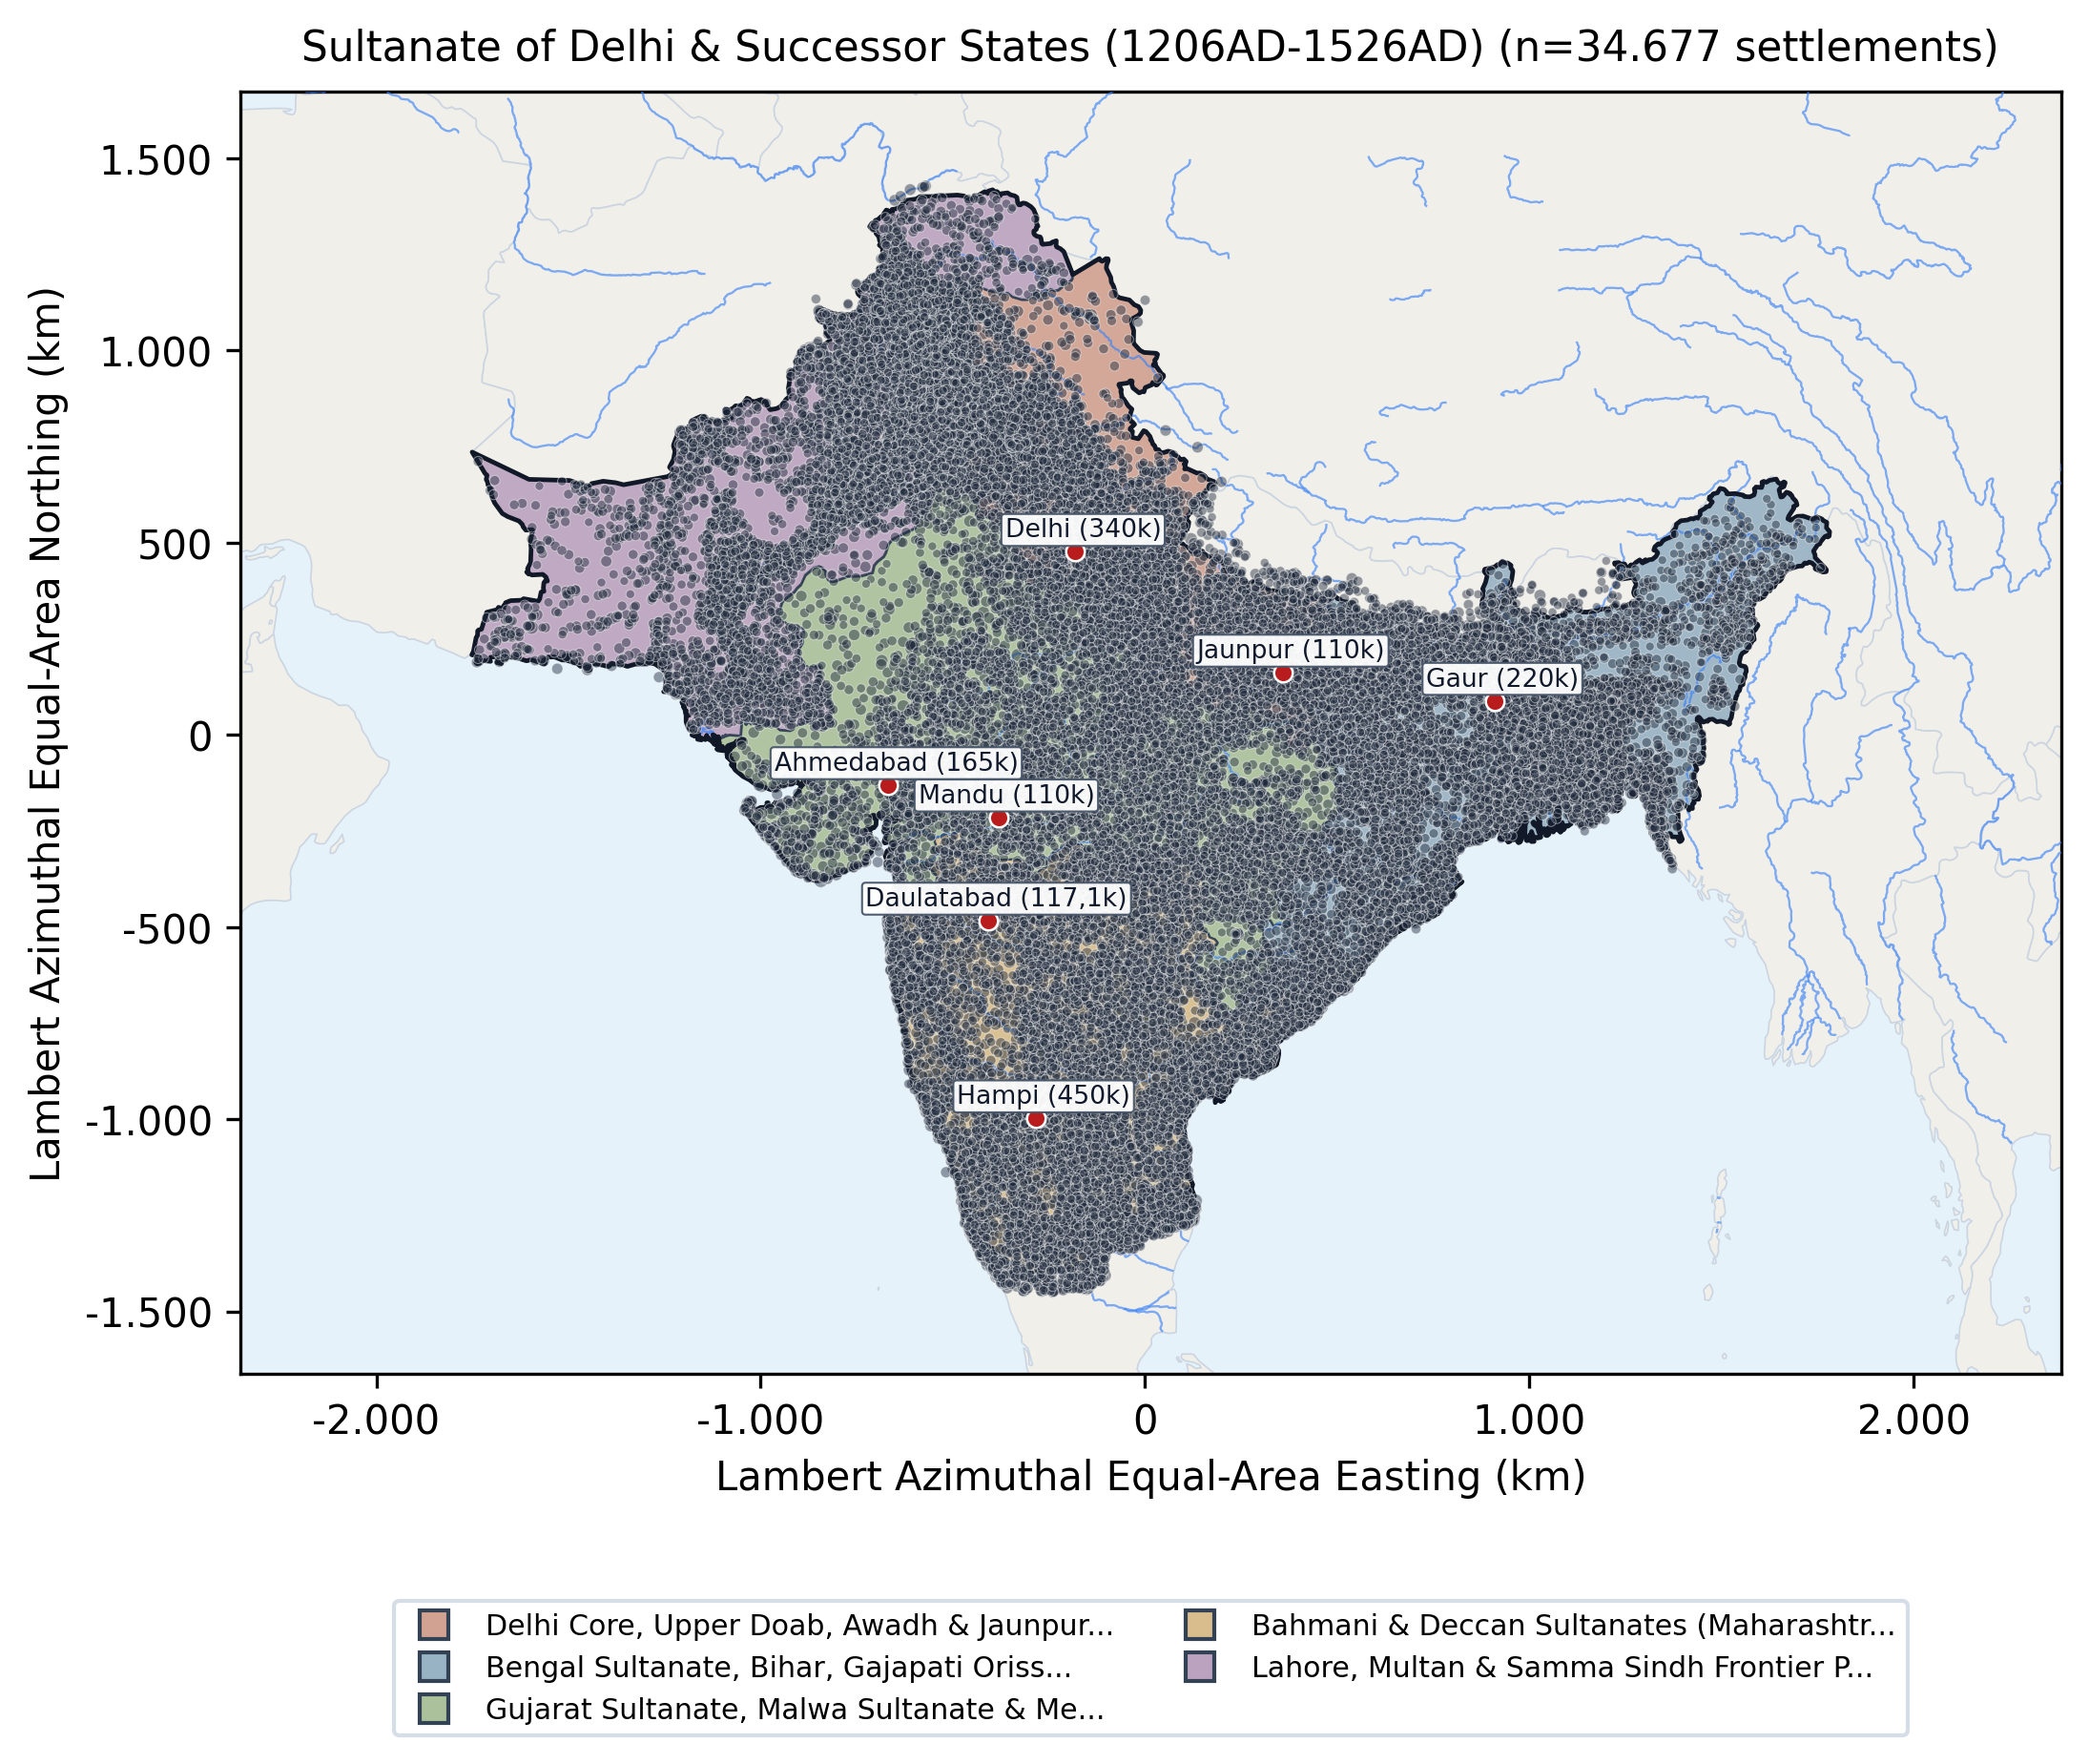 Sultanate of Delhi & Successor States (1206AD-1526AD) (n=34.677 settlements)
Lambert Azimuthal Equal-Area Northing (km)
1.500
1.000
500
0
-500
-1.000
-1.500
Delhi (340k)
Jaunpur (110k)
Gaur (220k)
Ahmedabad (165k)
Mandu (110k)
Daulatabad (117,1k)
Hampi (450k)
-2.000
-1.000
0
1.000
2.000
Lambert Azimuthal Equal-Area Easting (km)
Delhi Core, Upper Doab, Awadh & Jaunpur...
Bengal Sultanate, Bihar, Gajapati Oriss...
Gujarat Sultanate, Malwa Sultanate & Me...
Bahmani & Deccan Sultanates (Maharashtr...
Lahore, Multan & Samma Sindh Frontier P...